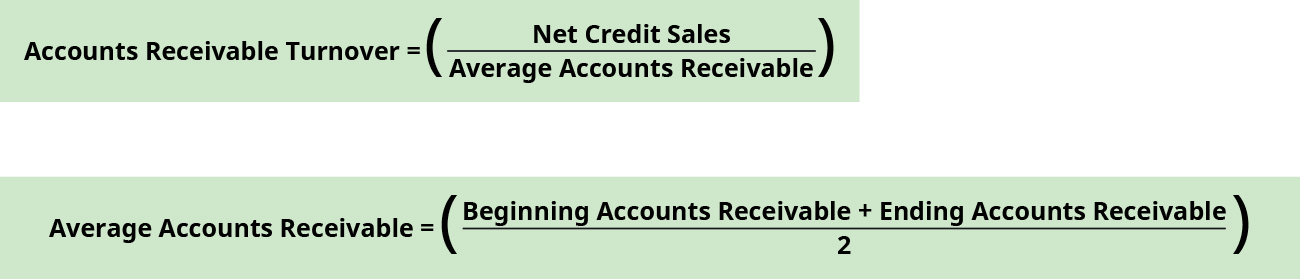 Accounts Receivable Turnover = ( Net Credit Sales
Average Accounts Receivable )
Average Accounts Receivable = ( Beginning Accounts Receivable + Ending Accounts Receivable
2 )